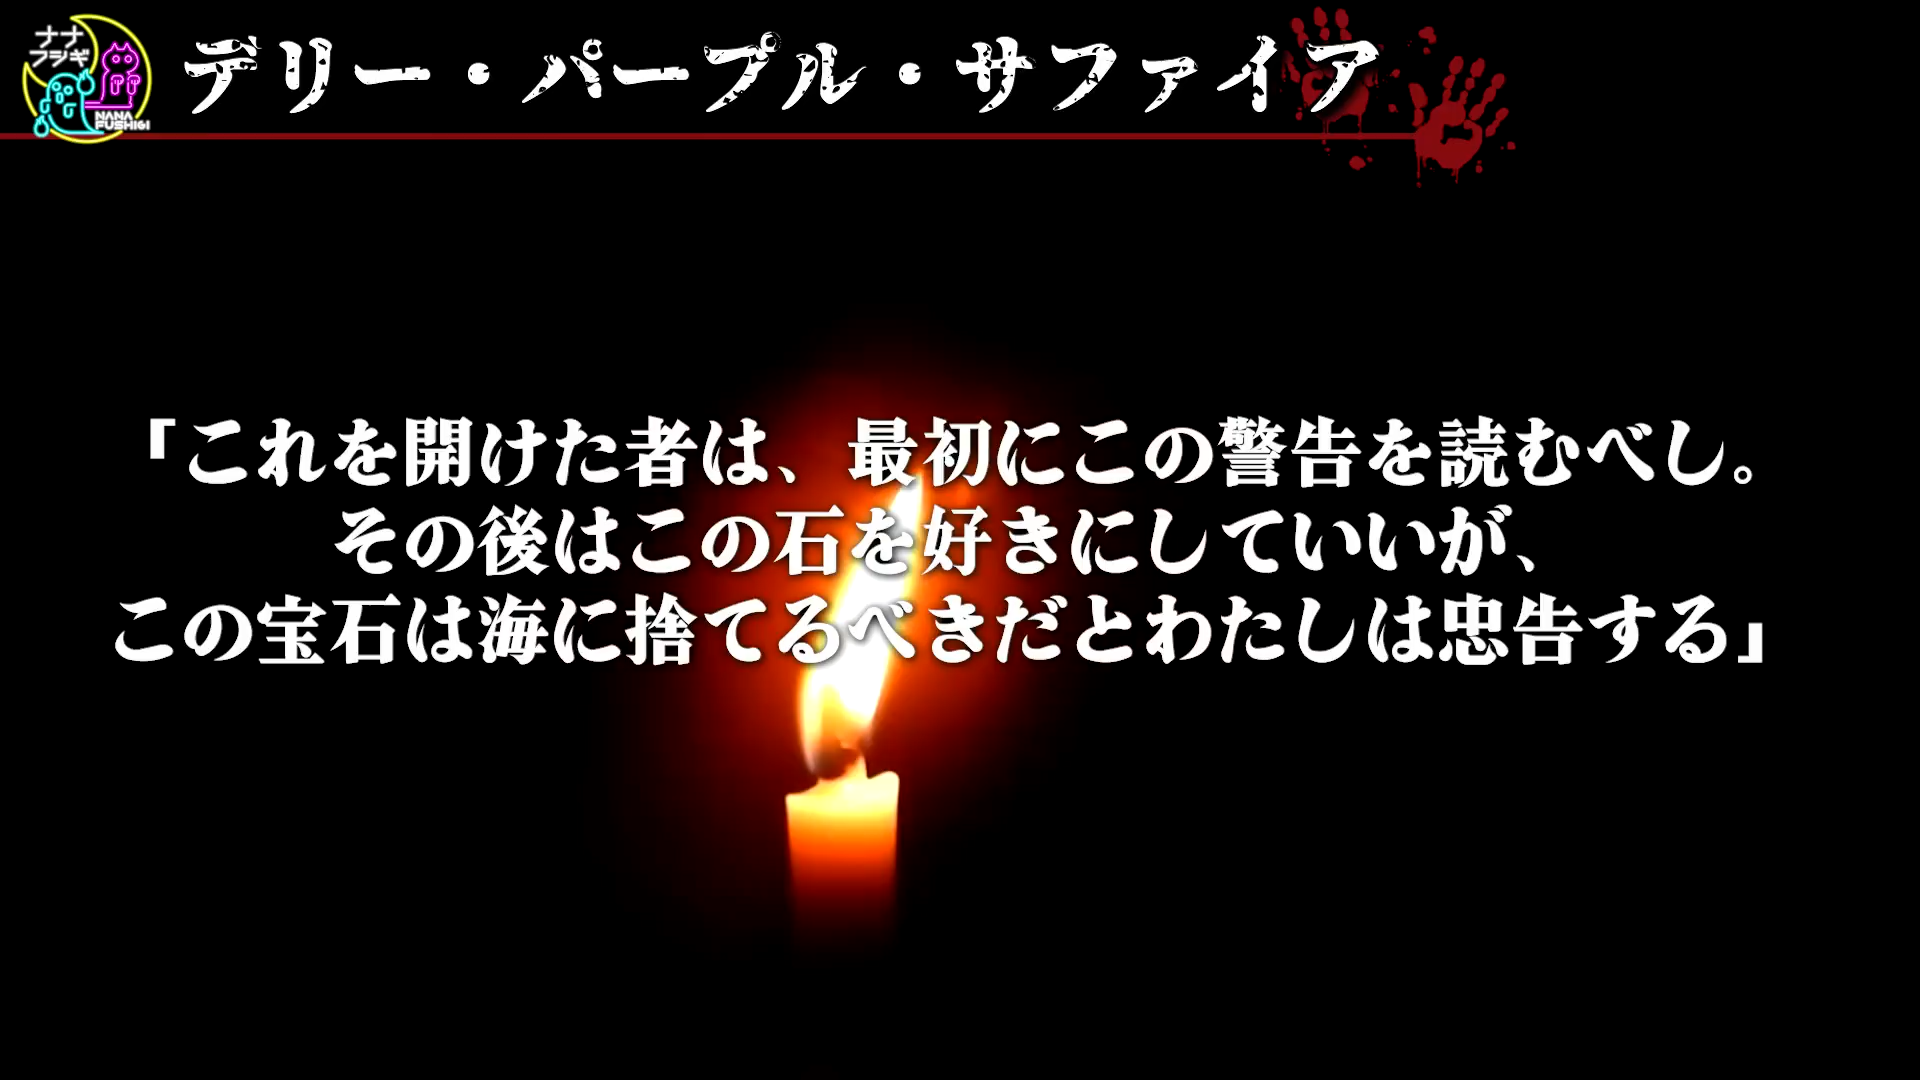 ナナ
フシギ
NANA
FUSHIGI
デリー・パープル・サファイア
「これを開けた者は、最初にこの警告を読むべし。
その後はこの石を好きにしていいが、
この宝石は海に捨てるべきだとわたしは忠告する」